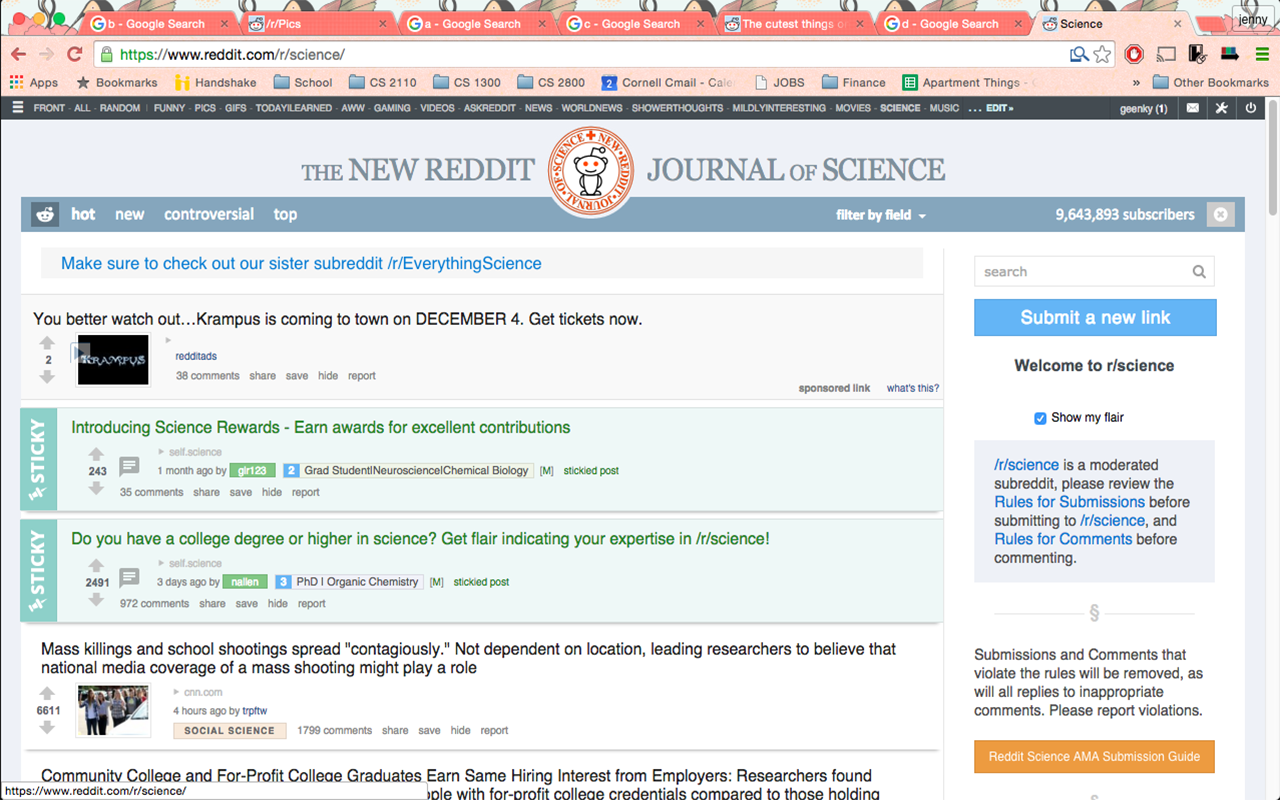 b - Google Search
/r/Pics
a - Google Search
c - Google Search
The cutest things o
d - Google Search
Science
jenny
https://www.reddit.com/r/science/
Apps
Bookmarks
Handshake
School
CS 2110
CS 1300
CS 2800
2 Cornell Cmail - Cale
JOBS
Finance
Apartment Things -
»
Other Bookmarks
FRONT - ALL - RANDOM | FUNNY - PICS - GIFS - TODAYILEARNED - AWW - GAMING - VIDEOS - ASKREDDIT - NEWS - WORLDNEWS - SHOWERTHOUGHTS - MILDLYINTERESTING - MOVIES - SCIENCE - MUSIC ... EDIT »
geenky (1)
THE NEW REDDIT JOURNAL OF SCIENCE
NEW·REDDIT·JOURNAL·OF·SCIENCE
hot new controversial top
filter by field
9,643,893 subscribers
Make sure to check out our sister subreddit /r/EverythingScience
You better watch out...Krampus is coming to town on DECEMBER 4. Get tickets now.
2
KRAMPUS
redditads
38 comments share save hide report
sponsored link what's this?
STICKY
Introducing Science Rewards - Earn awards for excellent contributions
243
self.science
1 month ago by glr123 2 Grad Student|Neuroscience|Chemical Biology [M] stickied post
35 comments share save hide report
STICKY
Do you have a college degree or higher in science? Get flair indicating your expertise in /r/science!
2491
self.science
3 days ago by nallen 3 PhD | Organic Chemistry [M] stickied post
972 comments share save hide report
Mass killings and school shootings spread "contagiously." Not dependent on location, leading researchers to believe that
national media coverage of a mass shooting might play a role
6611
cnn.com
4 hours ago by trpftw
SOCIAL SCIENCE 1799 comments share save hide report
Community College and For-Profit College Graduates Earn Same Hiring Interest from Employers: Researchers found
ople with for-profit college credentials compared to those holding
https://www.reddit.com/r/science/
search
Submit a new link
Welcome to r/science
Show my flair
/r/science is a moderated
subreddit, please review the
Rules for Submissions before
submitting to /r/science, and
Rules for Comments before
commenting.
§
Submissions and Comments that
violate the rules will be removed, as
will all replies to inappropriate
comments. Please report violations.
Reddit Science AMA Submission Guide